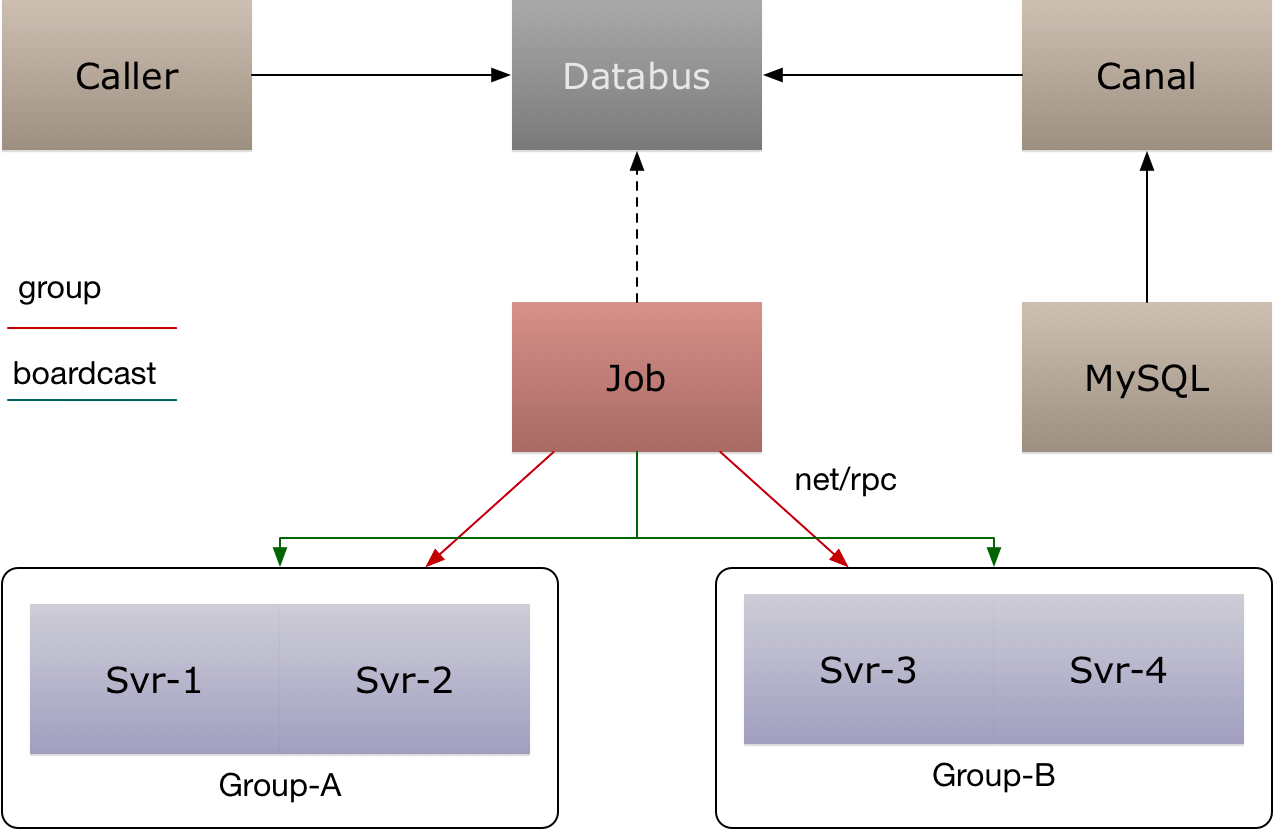 Caller
Databus
Canal
group
boardcast
Job
MySQL
net/rpc
Svr-1
Svr-2
Svr-3
Svr-4
Group-A
Group-B